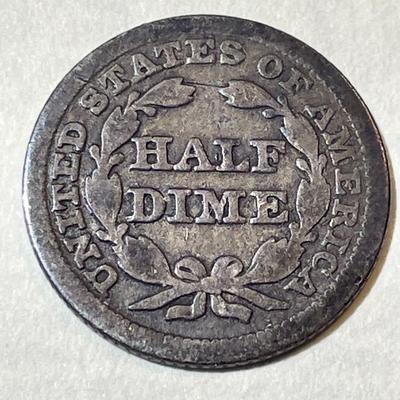 UNITED STATES OF AMERICA
HALF
DIME